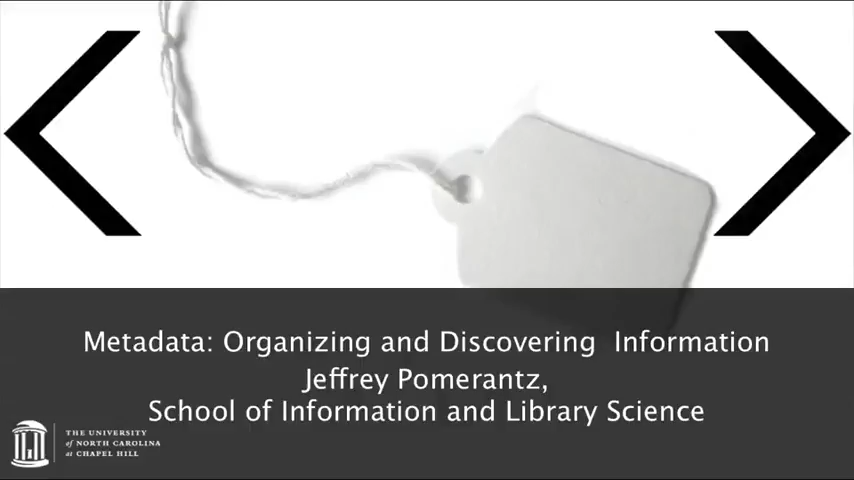 Metadata: Organizing and Discovering  Information
Jeffrey Pomerantz,
School of Information and Library Science
THE UNIVERSITY
of NORTH CAROLINA
at CHAPEL HILL